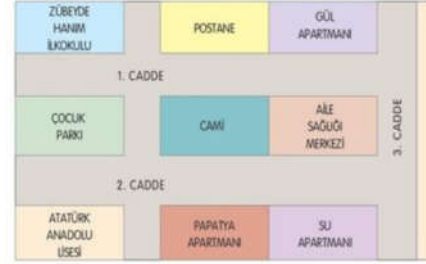 ZÜBEYDE
HANIM
İLKOKULU
POSTANE
GÜL
APARTMANI
1. CADDE
ÇOCUK
PARKI
CAMİ
AİLE
SAĞLIĞI
MERKEZİ
3. CADDE
2. CADDE
ATATÜRK
ANADOLU
LİSESİ
PAPATYA
APARTMANI
SU
APARTMANI